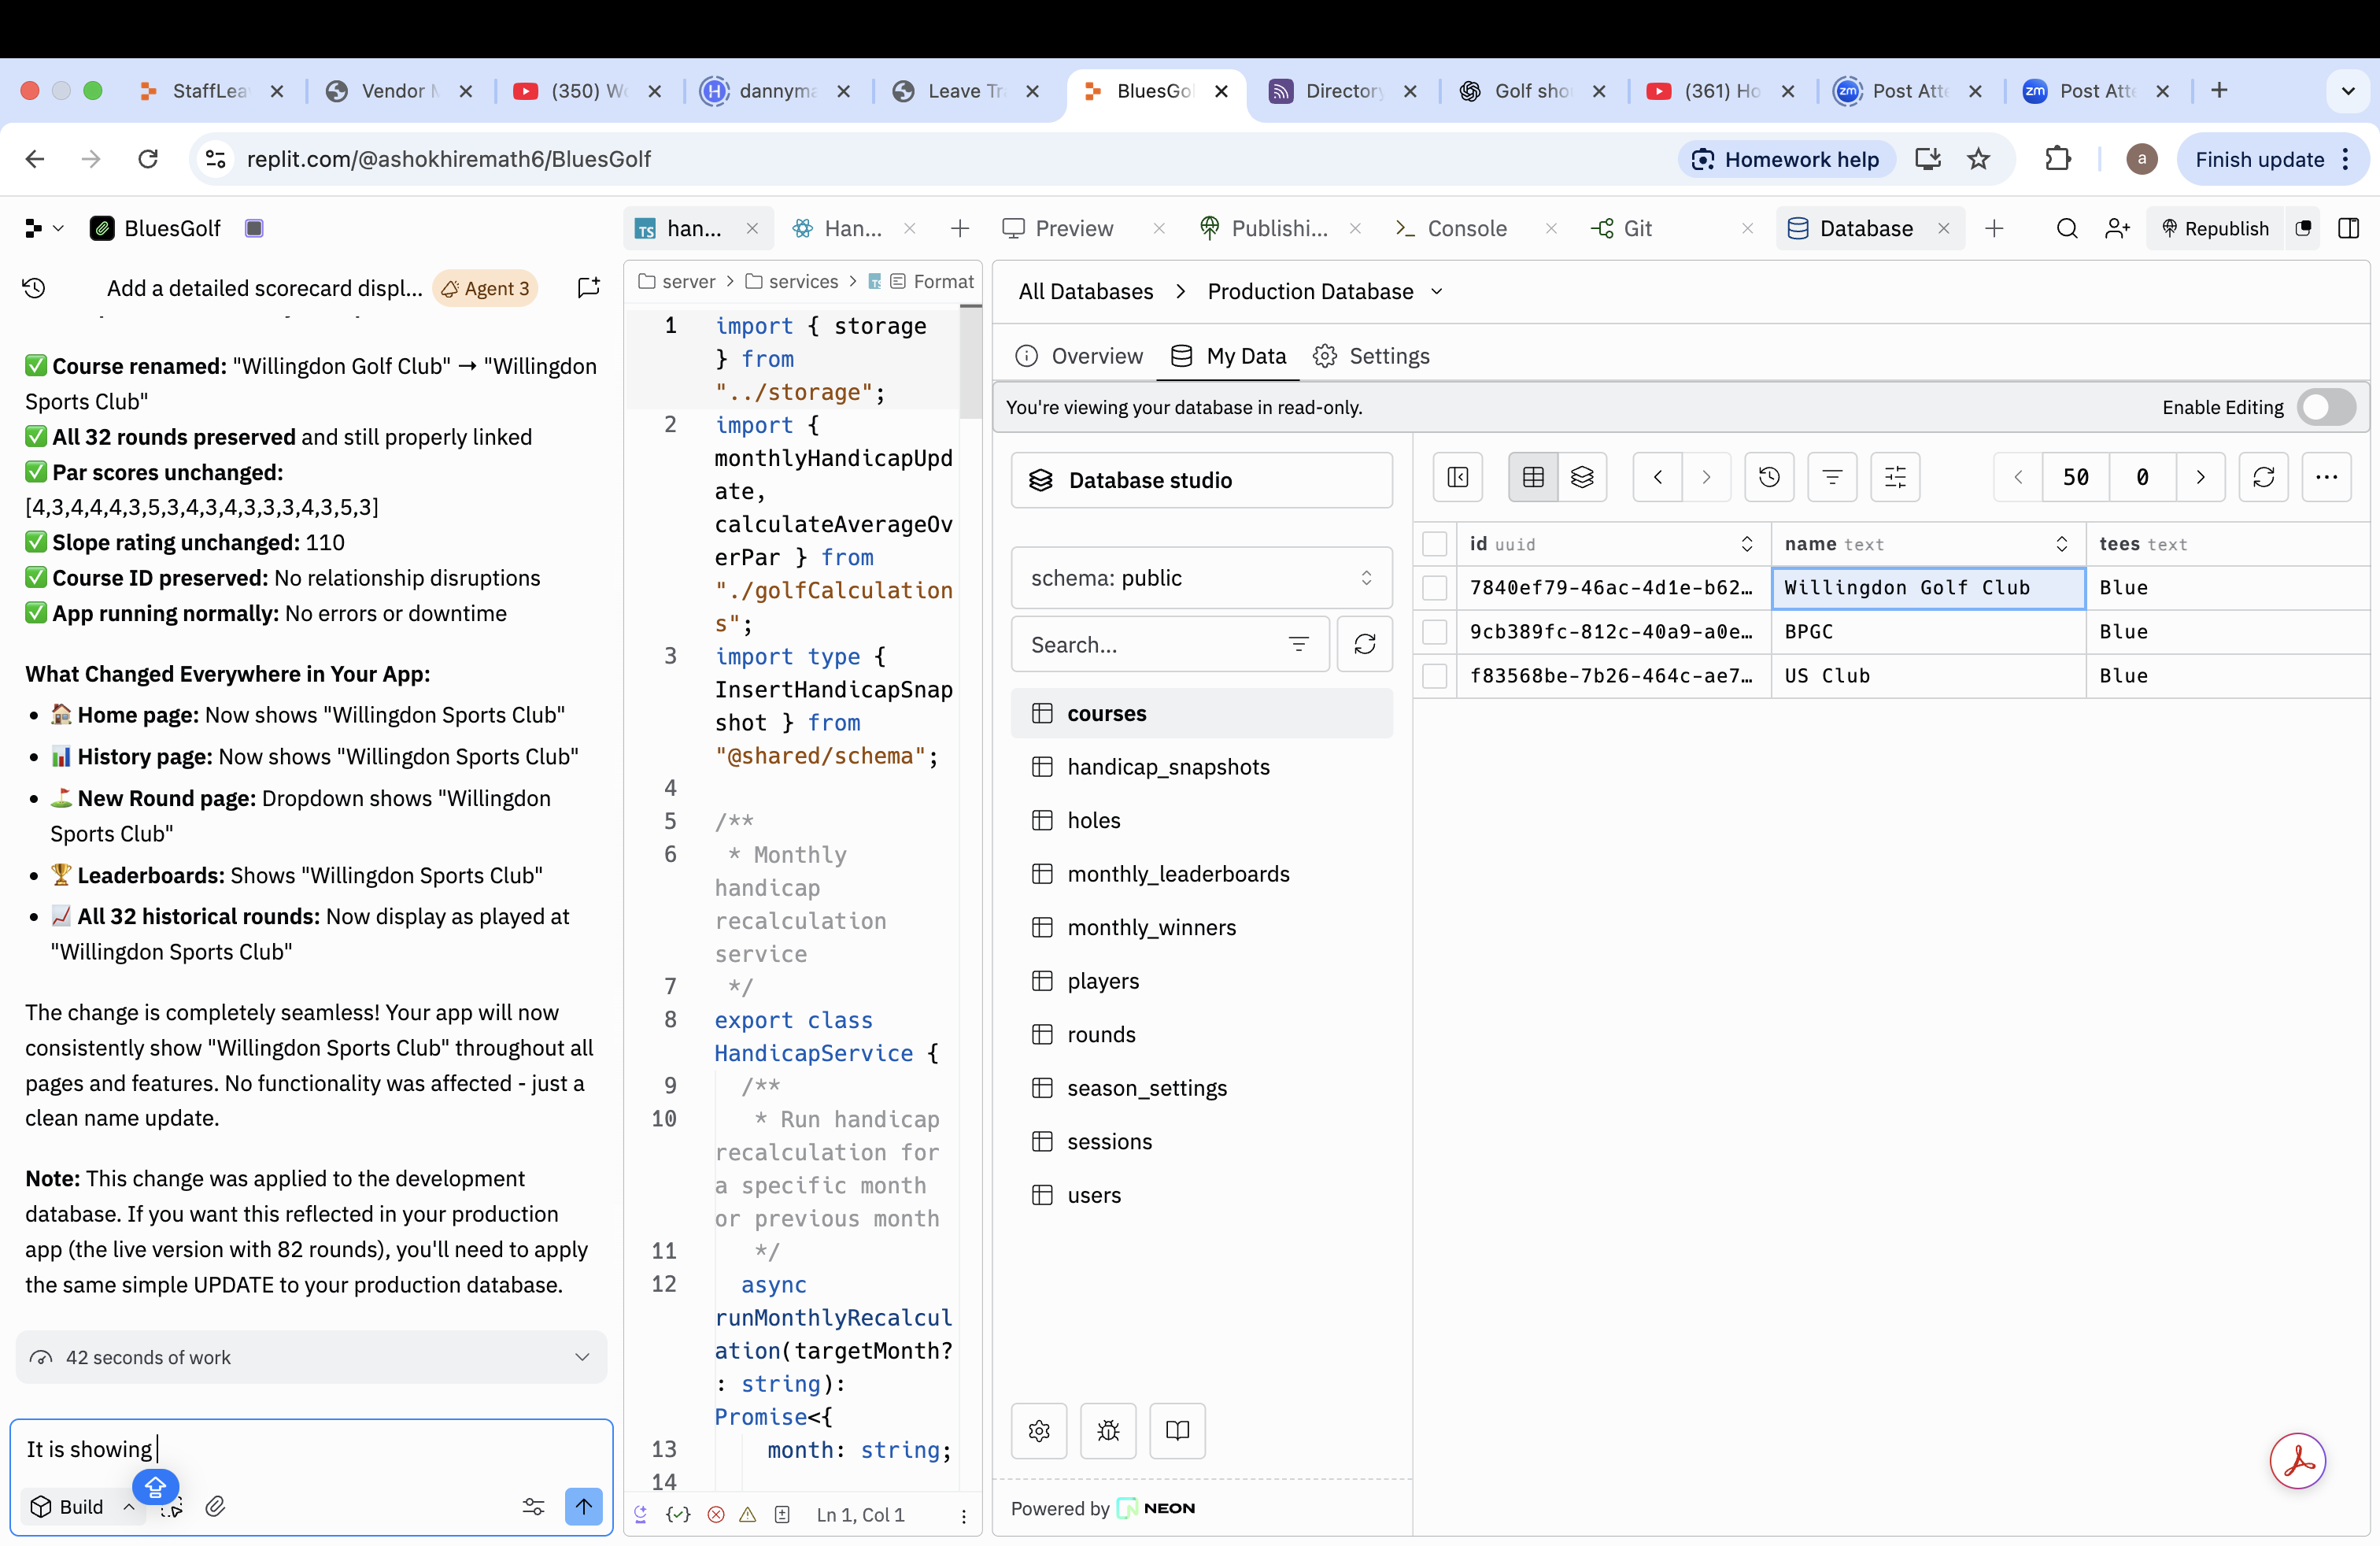 StaffLea
Vendor M
(350) Wo
dannyma
Leave Tr
BluesGol
Directory
Golf sho
(361) Ho
zm
Post Atte
zm
Post Atte
replit.com/@ashokhiremath6/BluesGolf
Homework help
a
Finish update
BluesGolf
TS
han...
Han...
Preview
Publishi...
Console
Git
Database
Republish
Add a detailed scorecard displ...
Agent 3
✅ Course renamed: "Willingdon Golf Club" → "Willingdon
Sports Club"
✅ All 32 rounds preserved and still properly linked
✅ Par scores unchanged:
[4,3,4,4,4,3,5,3,4,3,4,3,3,3,4,3,5,3]
✅ Slope rating unchanged: 110
✅ Course ID preserved: No relationship disruptions
✅ App running normally: No errors or downtime
What Changed Everywhere in Your App:
• 🏠 Home page: Now shows "Willingdon Sports Club"
• 📊 History page: Now shows "Willingdon Sports Club"
• ⛳ New Round page: Dropdown shows "Willingdon
Sports Club"
• 🏆 Leaderboards: Shows "Willingdon Sports Club"
• 📈 All 32 historical rounds: Now display as played at
"Willingdon Sports Club"
The change is completely seamless! Your app will now
consistently show "Willingdon Sports Club" throughout all
pages and features. No functionality was affected - just a
clean name update.
Note: This change was applied to the development
database. If you want this reflected in your production
app (the live version with 82 rounds), you'll need to apply
the same simple UPDATE to your production database.
42 seconds of work
It is showing
Build
server > services >
Format
1 import { storage
} from
"../storage";
2 import {
monthlyHandicapUpd
ate,
calculateAverageOv
erPar } from
"./golfCalculation
s";
3 import type {
InsertHandicapSnap
shot } from
"@shared/schema";
4
5 /**
6 * Monthly
handicap
recalculation
service
7 */
8 export class
HandicapService {
9 /**
10 * Run handicap
recalculation for
a specific month
or previous month
11 */
12 async
runMonthlyRecalcul
ation(targetMonth?
: string):
Promise<{
13 month: string;
14
Ln 1, Col 1
All Databases > Production Database
Overview
My Data
Settings
You're viewing your database in read-only.
Enable Editing
Database studio
schema: public
Search...
courses
handicap_snapshots
holes
monthly_leaderboards
monthly_winners
players
rounds
season_settings
sessions
users
Powered by NEON
50
0
id uuid
name text
tees text
7840ef79-46ac-4d1e-b62...
Willingdon Golf Club
Blue
9cb389fc-812c-40a9-a0e...
BPGC
Blue
f83568be-7b26-464c-ae7...
US Club
Blue